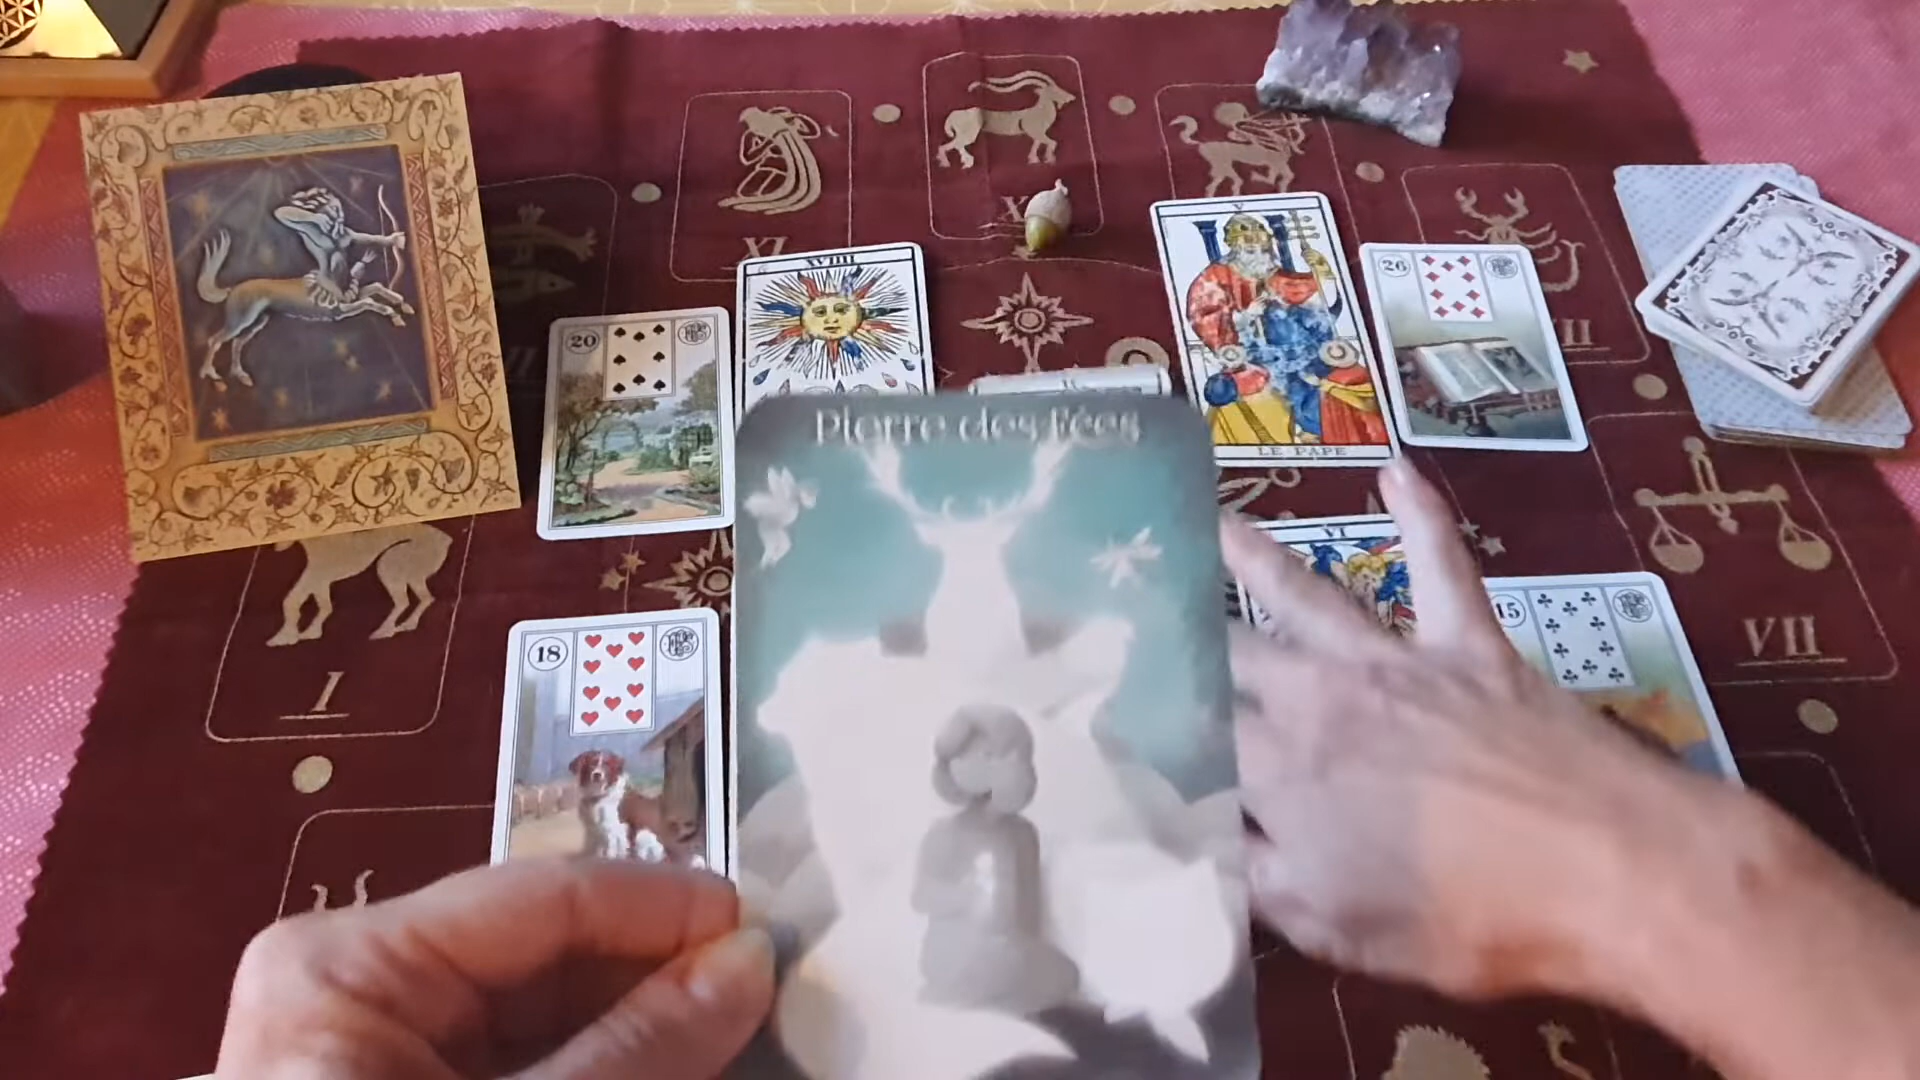 XI
X
V
LE PAPE
26
XVIIII
20
Pierre des Fées
VI
15
18
I
VII